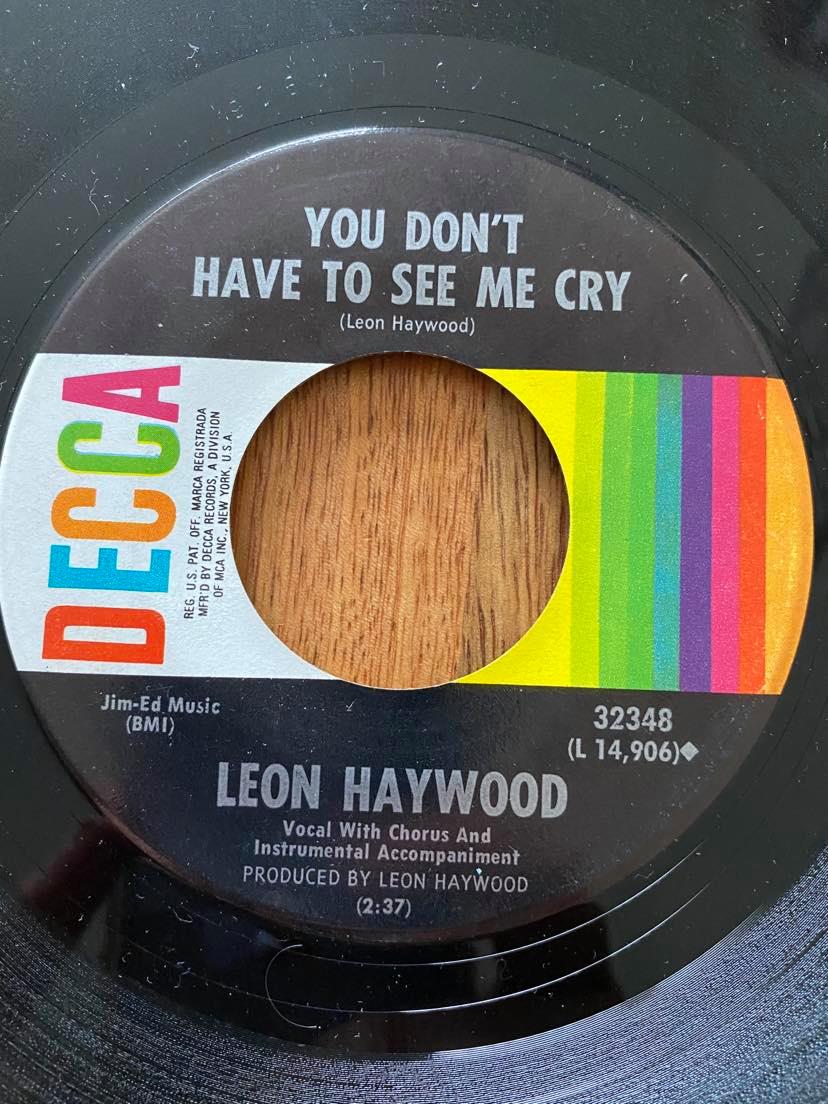 YOU DON'T
HAVE TO SEE ME CRY
(Leon Haywood)
DECCA
REG. U.S. PAT. OFF. MARCA REGISTRADA
MFR'D BY DECCA RECORDS, A DIVISION
OF MCA INC., NEW YORK, U.S.A.
Jim-Ed Music
(BMI)
32348
(L 14,906)◆
LEON HAYWOOD
Vocal With Chorus And
Instrumental Accompaniment
PRODUCED BY LEON HAYWOOD
(2:37)